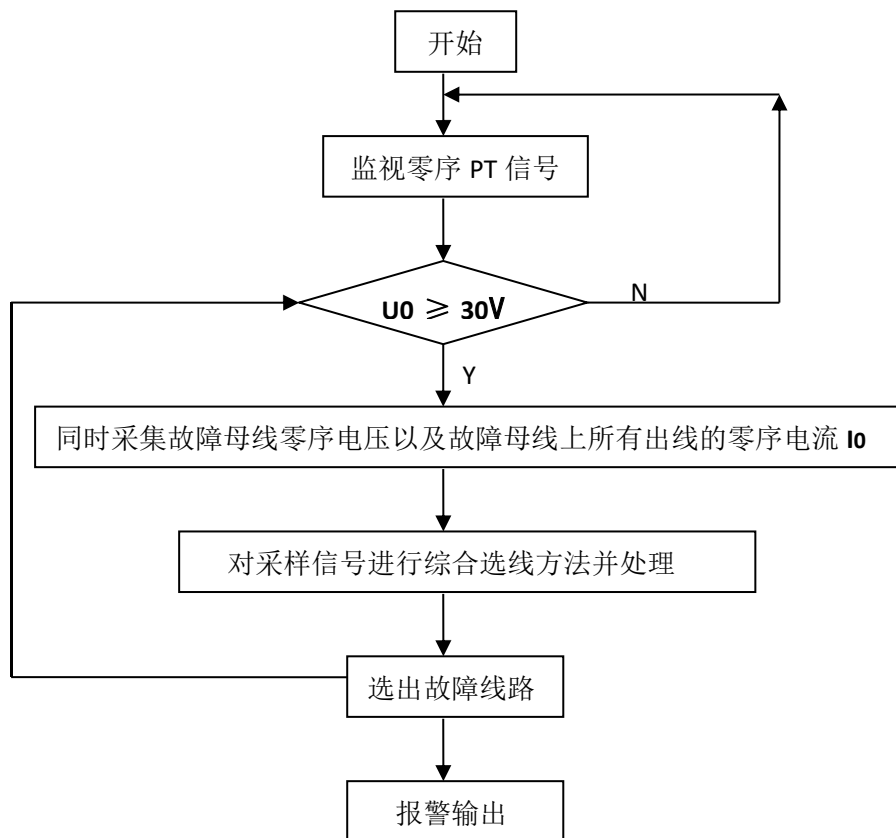 开始
监视零序 PT 信号
U0 ≥ 30V
N
Y
同时采集故障母线零序电压以及故障母线上所有出线的零序电流 I0
对采样信号进行综合选线方法并处理
选出故障线路
报警输出